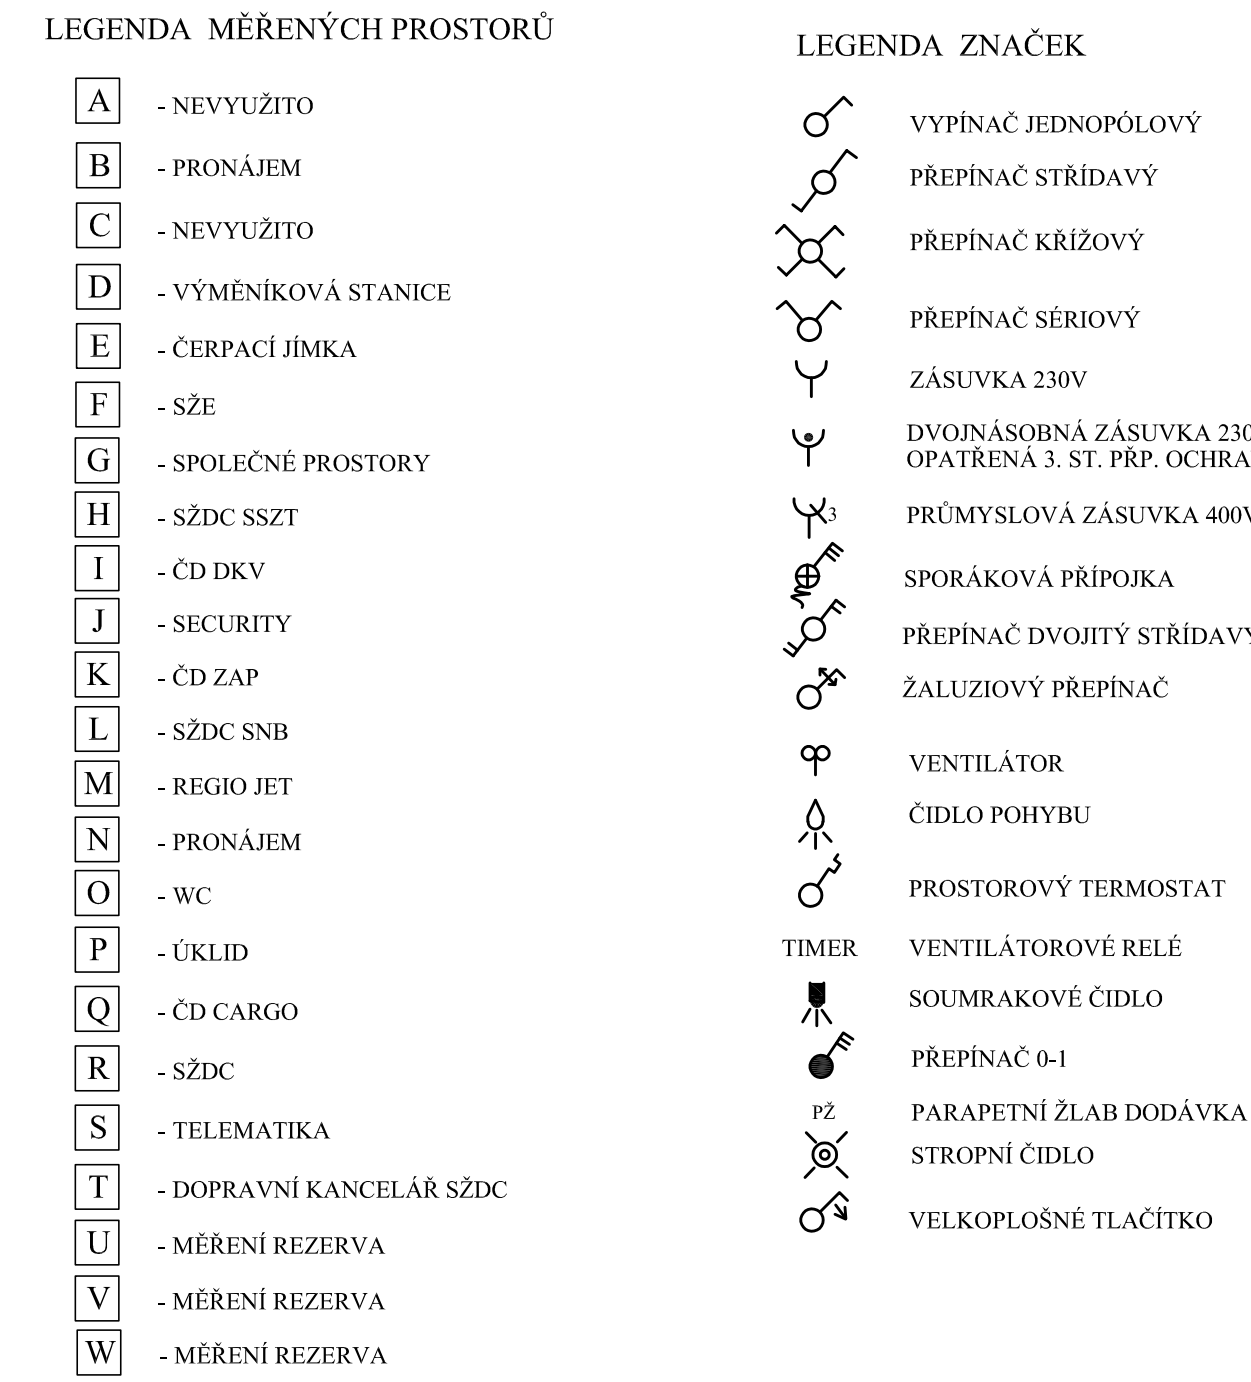 LEGENDA MĚŘENÝCH PROSTORŮ
A - NEVYUŽITO
B - PRONÁJEM
C - NEVYUŽITO
D - VÝMĚNÍKOVÁ STANICE
E - ČERPACÍ JÍMKA
F - SŽE
G - SPOLEČNÉ PROSTORY
H - SŽDC SSZT
I - ČD DKV
J - SECURITY
K - ČD ZAP
L - SŽDC SNB
M - REGIO JET
N - PRONÁJEM
O - WC
P - ÚKLID
Q - ČD CARGO
R - SŽDC
S - TELEMATIKA
T - DOPRAVNÍ KANCELÁŘ SŽDC
U - MĚŘENÍ REZERVA
V - MĚŘENÍ REZERVA
W - MĚŘENÍ REZERVA
LEGENDA ZNAČEK
VYPÍNAČ JEDNOPÓLOVÝ
PŘEPÍNAČ STŘÍDAVÝ
PŘEPÍNAČ KŘÍŽOVÝ
PŘEPÍNAČ SÉRIOVÝ
ZÁSUVKA 230V
DVOJNÁSOBNÁ ZÁSUVKA 230
OPATŘENÁ 3. ST. PŘP. OCHRA
3 PRŮMYSLOVÁ ZÁSUVKA 400V
SPORÁKOVÁ PŘÍPOJKA
PŘEPÍNAČ DVOJITÝ STŘÍDAVÝ
ŽALUZIOVÝ PŘEPÍNAČ
VENTILÁTOR
ČIDLO POHYBU
PROSTOROVÝ TERMOSTAT
TIMER VENTILÁTOROVÉ RELÉ
SOUMRAKOVÉ ČIDLO
PŘEPÍNAČ 0-1
PŽ PARAPETNÍ ŽLAB DODÁVKA
STROPNÍ ČIDLO
VELKOPLOŠNÉ TLAČÍTKO